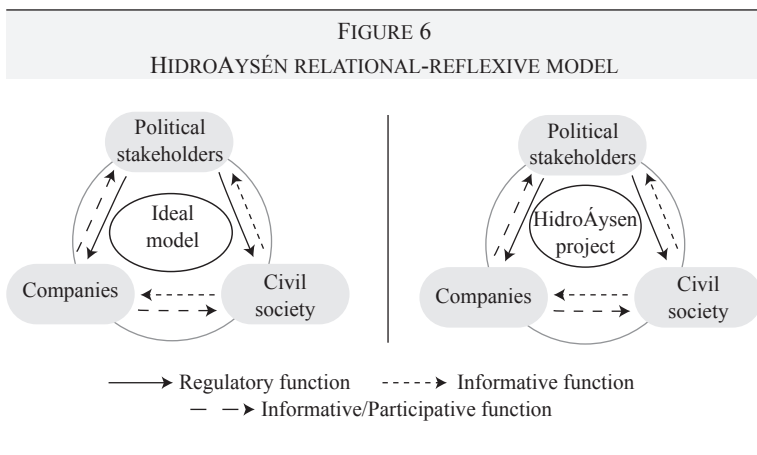 FIGURE 6
HIDROAYSÉN RELATIONAL-REFLEXIVE MODEL
Political
stakeholders
Ideal
model
Companies
Civil
society
Political
stakeholders
HidroÁysen
project
Companies
Civil
society
Regulatory function
Informative function
Informative/Participative function